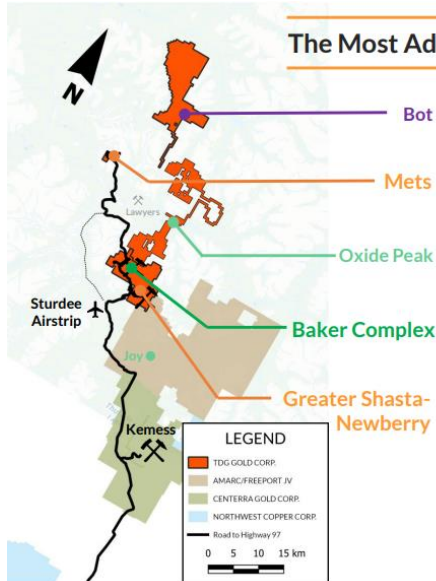 The Most Ad
N
Bot
Mets
Lawyers
Oxide Peak
Sturdee
Airstrip
Baker Complex
Joy
Greater Shasta-
Newberry
Kemess
LEGEND
TDG GOLD CORP.
AMARC/FREEPORT JV
CENTERRA GOLD CORP.
NORTHWEST COPPER CORP.
Road to Highway 97
0 5 10 15 km